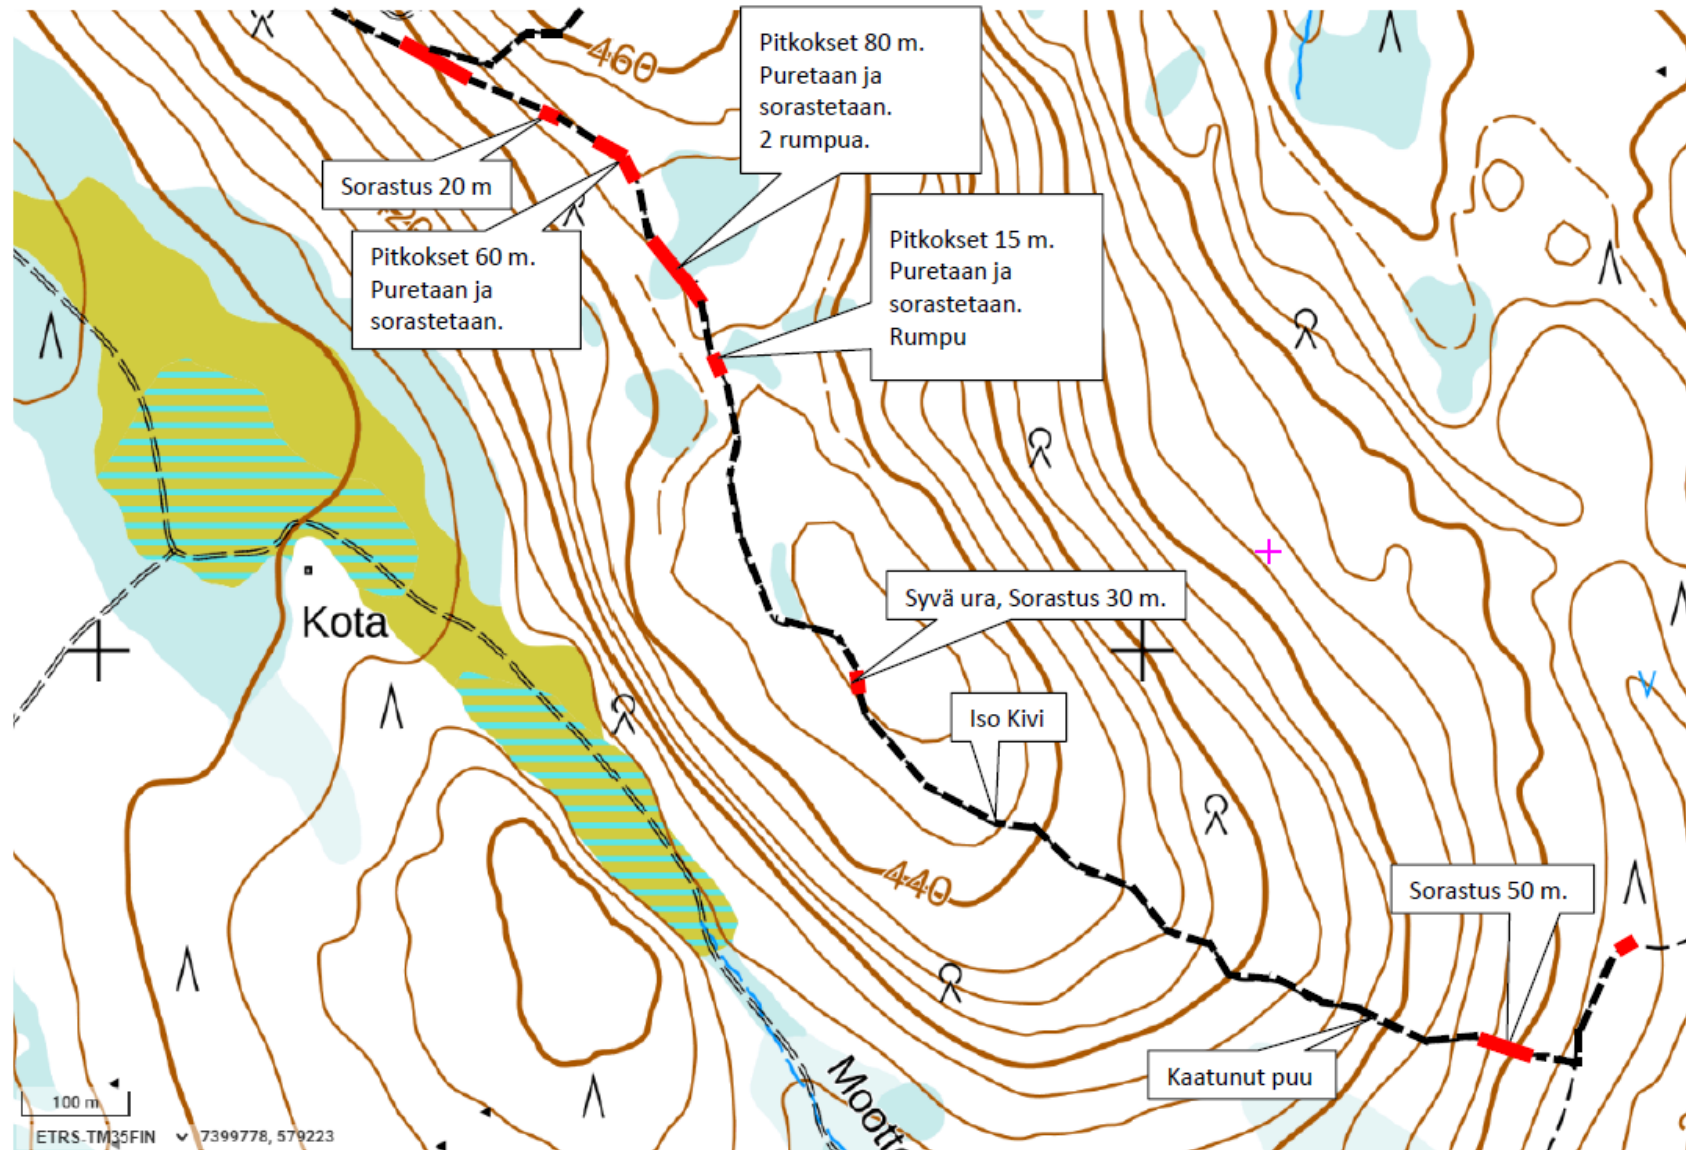 460
Pitkokset 80 m.
Puretaan ja
sorastetaan.
2 rumpua.
Sorastus 20 m
Pitkokset 60 m.
Puretaan ja
sorastetaan.
Pitkokset 15 m.
Puretaan ja
sorastetaan.
Rumpu
Syvä ura, Sorastus 30 m.
Kota
Iso Kivi
440
Sorastus 50 m.
Kaatunut puu
100 m
ETRS-TM35FIN 7399778, 579223